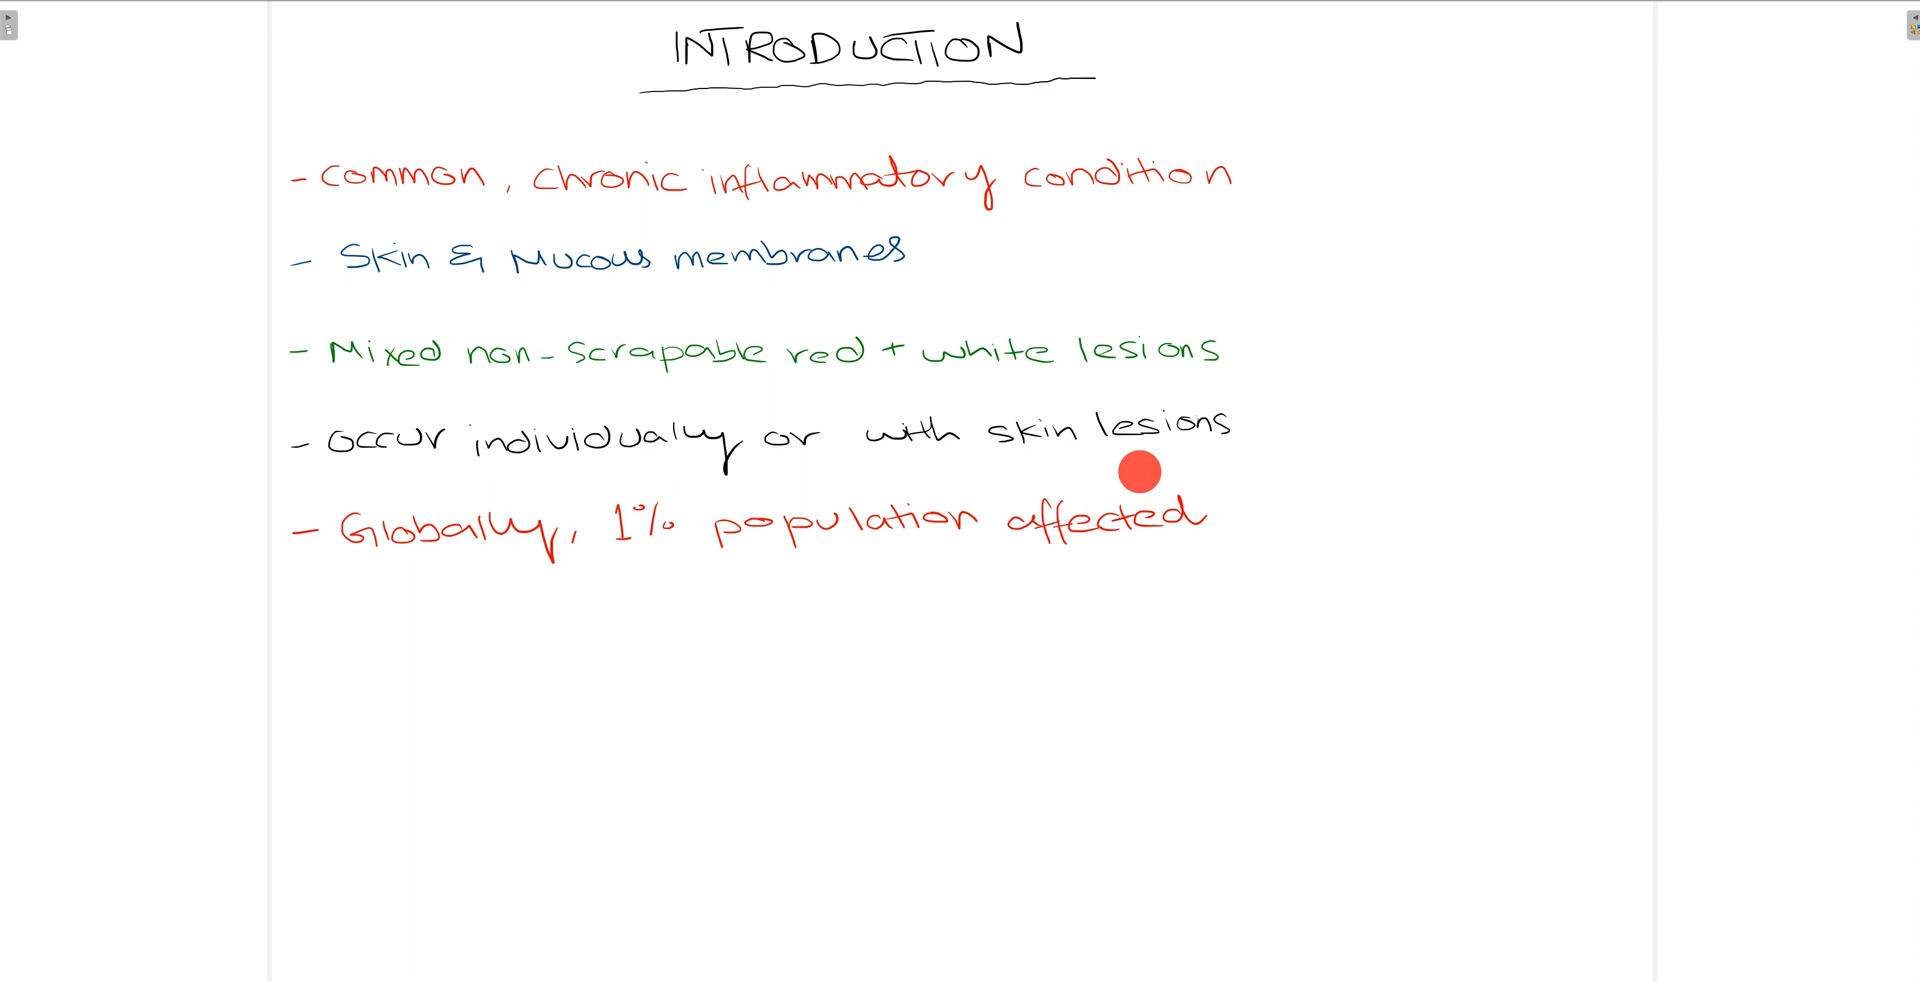 INTRODUCTION
- Common, chronic inflammatory condition
- Skin & Mucous membranes
- Mixed non-scrapable red + white lesions
- occur individually or with skin lesions
- Globally, 1% population affected